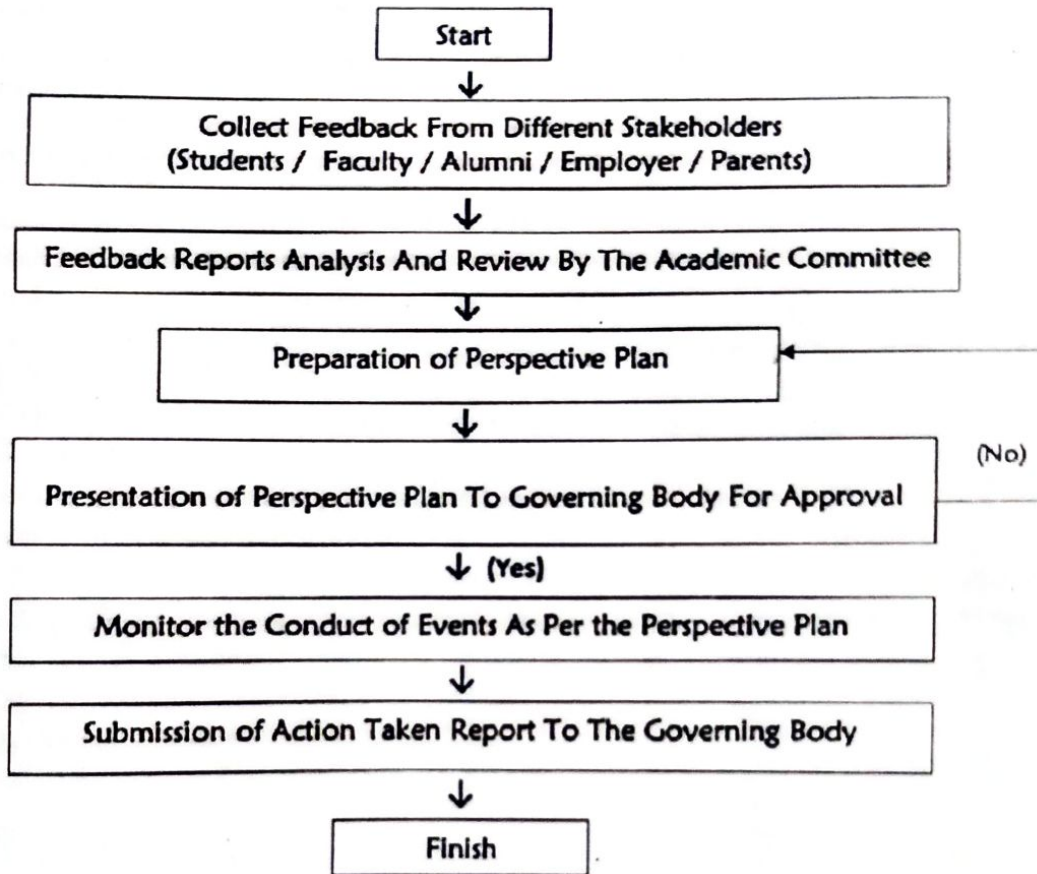 Start
Collect Feedback From Different Stakeholders
(Students / Faculty / Alumni / Employer / Parents)
Feedback Reports Analysis And Review By The Academic Committee
Preparation of Perspective Plan
(No)
Presentation of Perspective Plan To Governing Body For Approval
(Yes)
Monitor the Conduct of Events As Per the Perspective Plan
Submission of Action Taken Report To The Governing Body
Finish